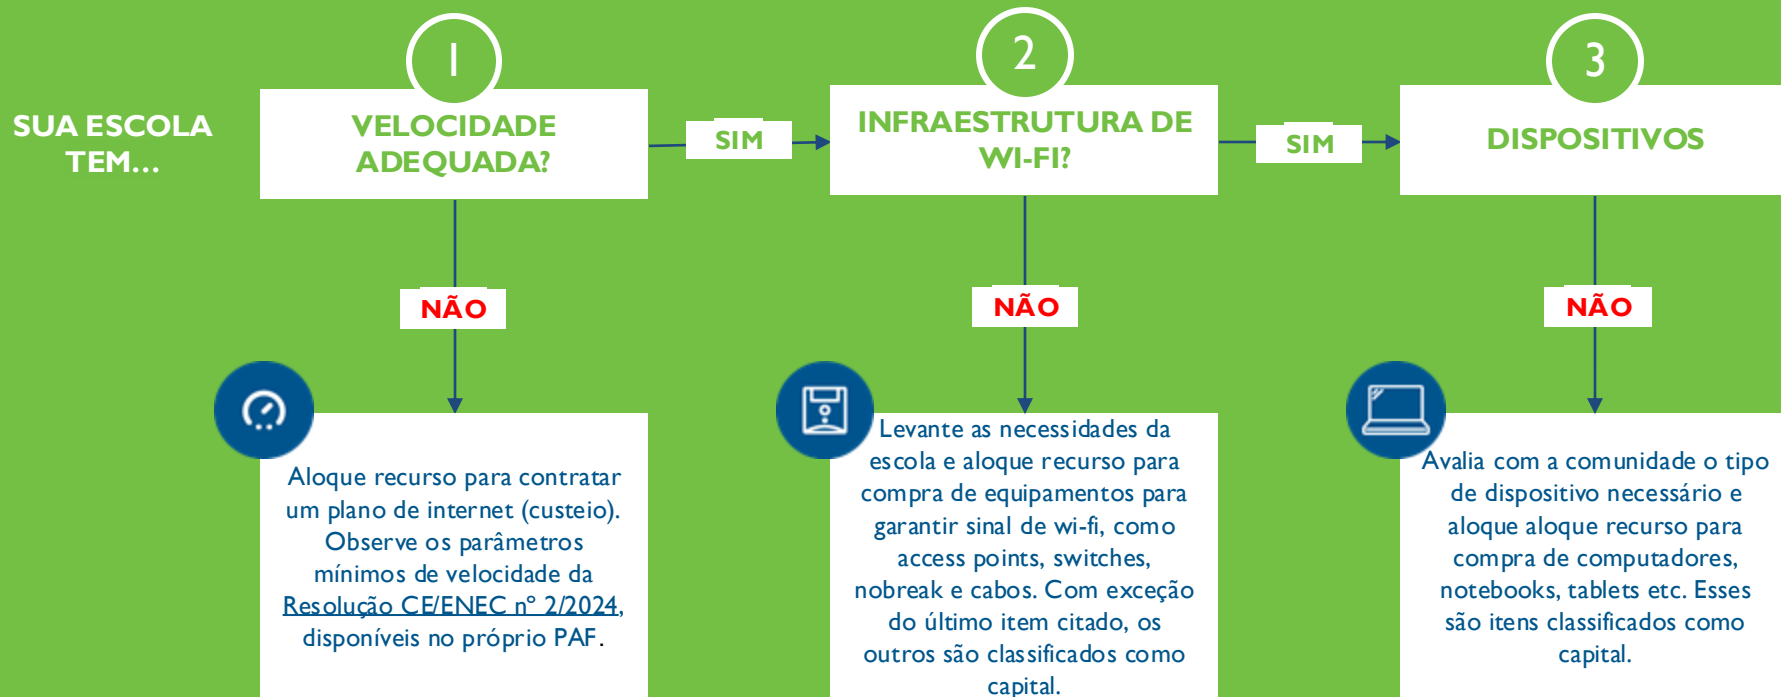 SUA ESCOLA
TEM...
1
VELOCIDADE
ADEQUADA?
SIM
2
INFRAESTRUTURA DE
WI-FI?
SIM
3
DISPOSITIVOS
NÃO
NÃO
NÃO
Aloque recurso para contratar
um plano de internet (custeio).
Observe os parâmetros
mínimos de velocidade da
Resolução CE/ENEC nº 2/2024,
disponíveis no próprio PAF.
Levante as necessidades da
escola e aloque recurso para
compra de equipamentos para
garantir sinal de wi-fi, como
access points, switches,
nobreak e cabos. Com exceção
do último item citado, os
outros são classificados como
capital.
Avalia com a comunidade o tipo
de dispositivo necessário e
aloque aloque recurso para
compra de computadores,
notebooks, tablets etc. Esses
são itens classificados como
capital.